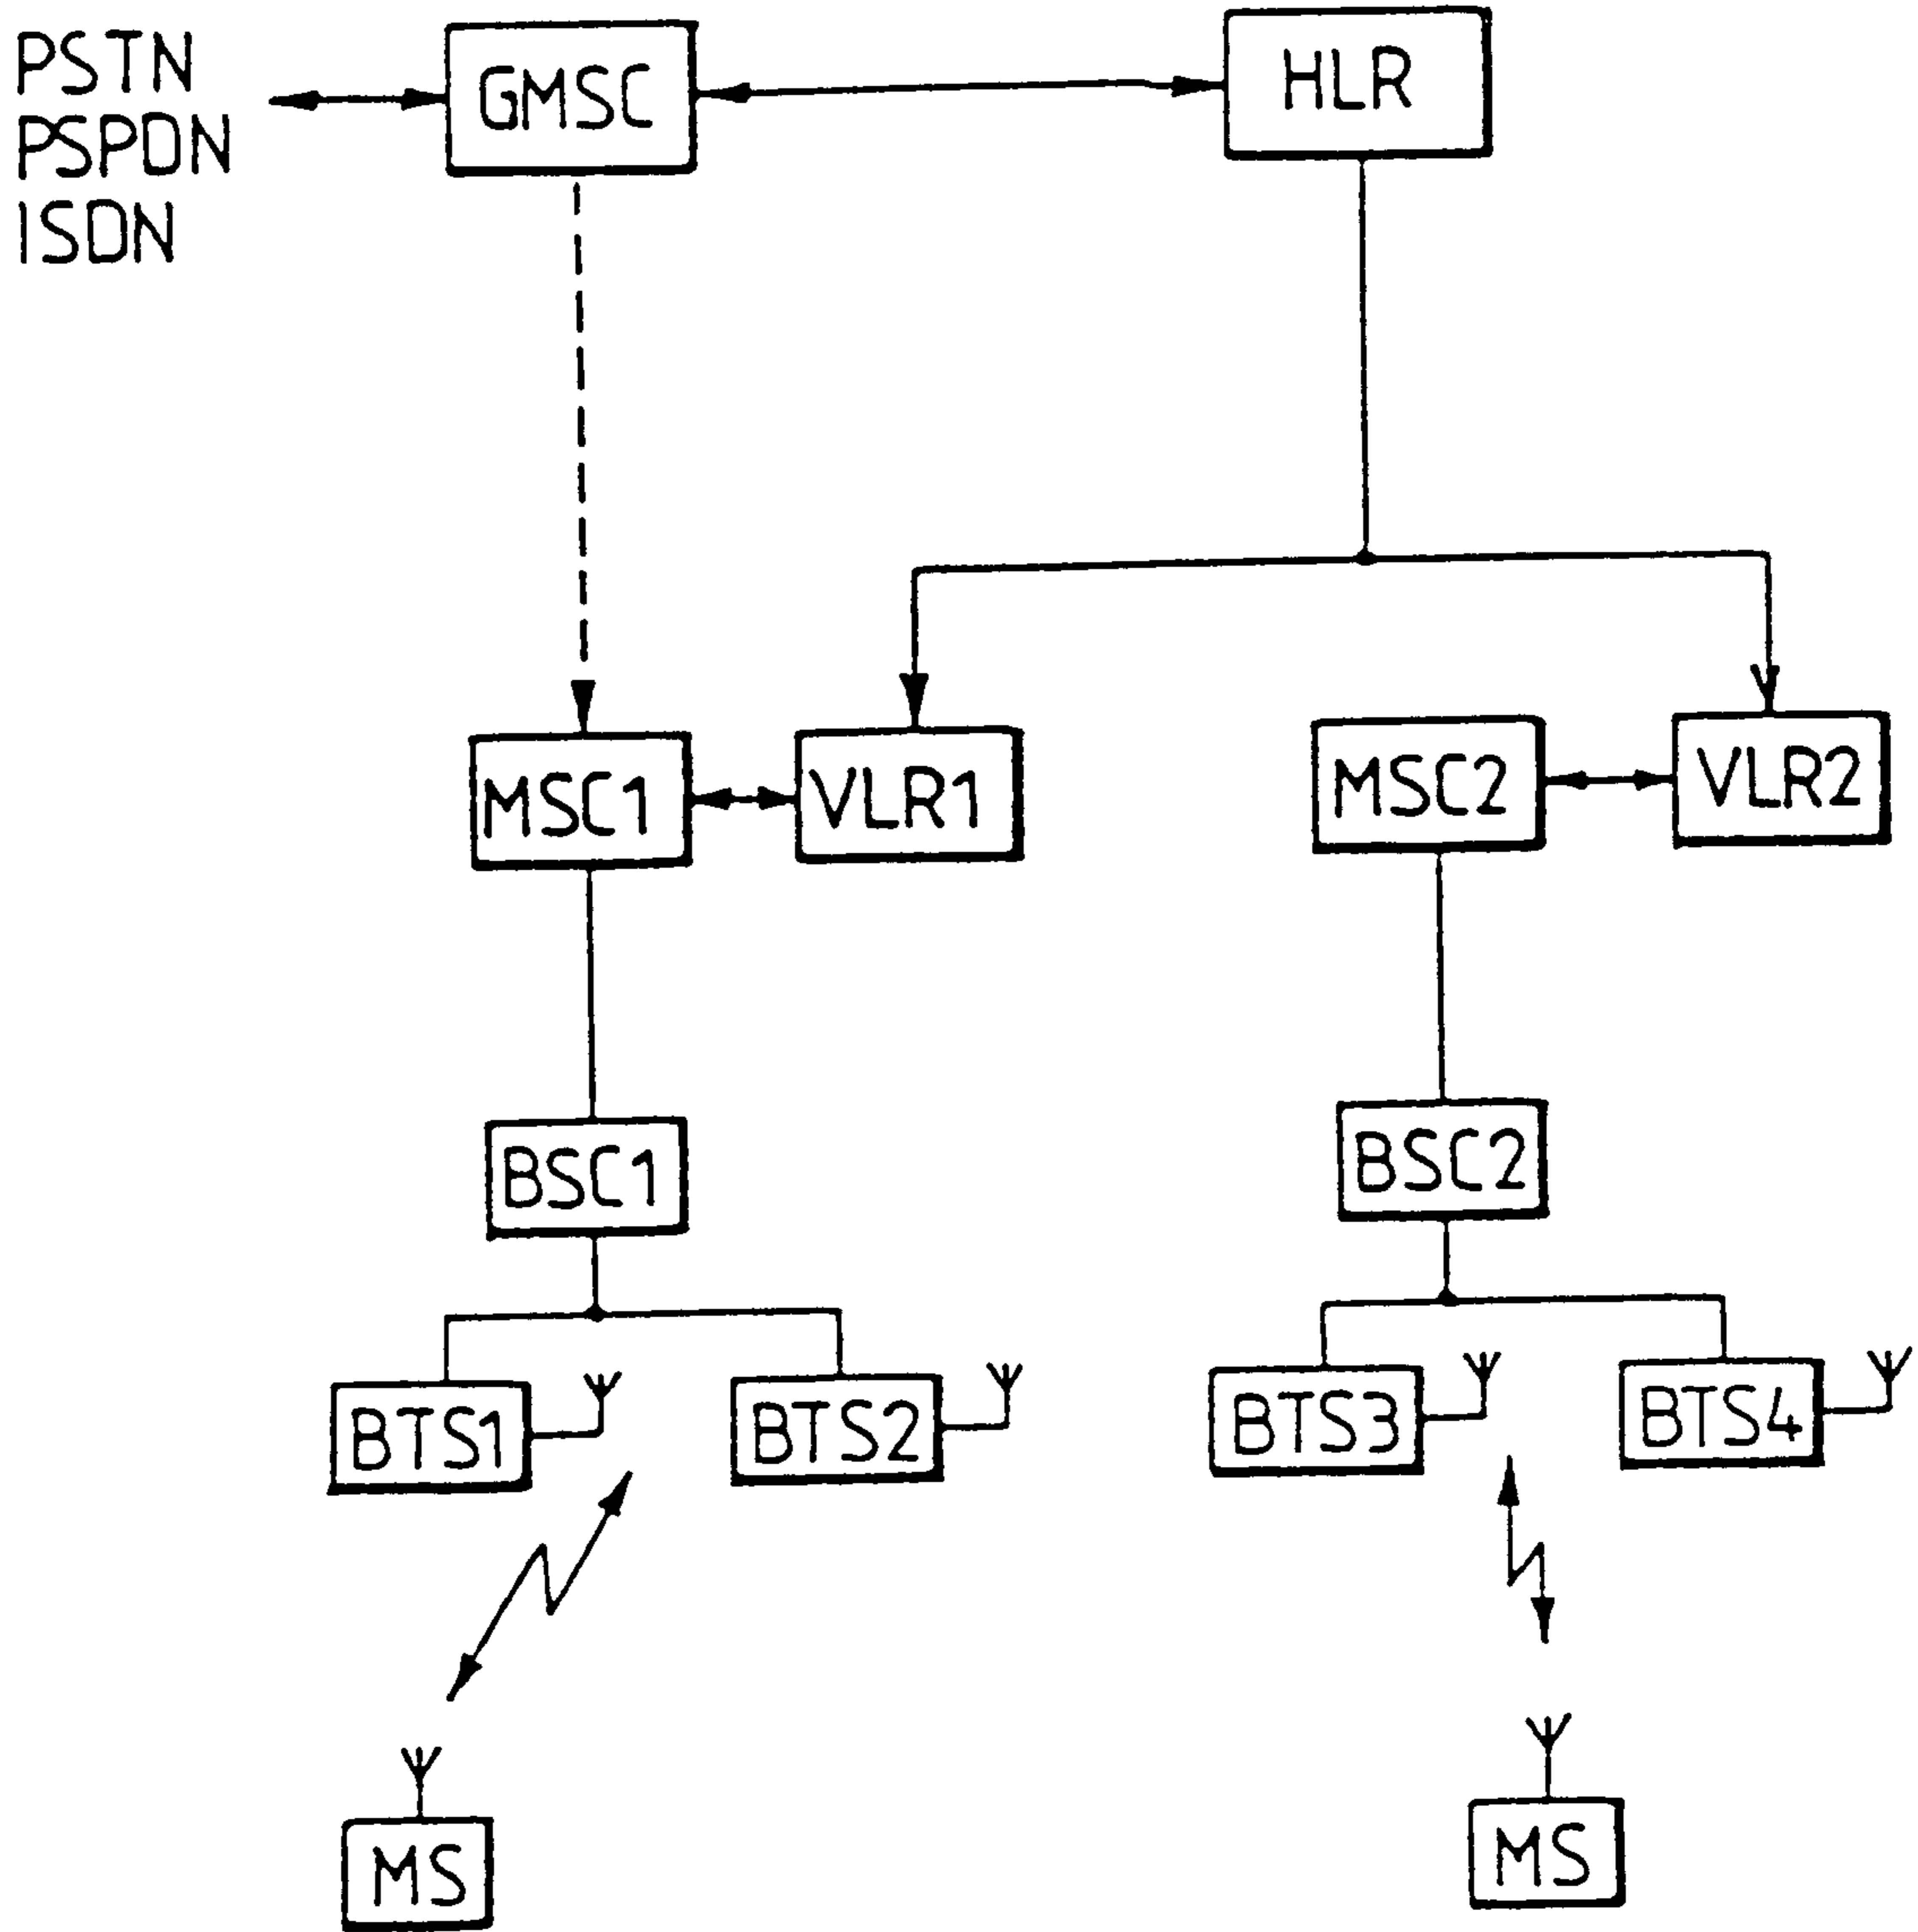 PSTN
PSPDN
ISDN
GMSC
HLR
MSC1
VLR1
MSC2
VLR2
BSC1
BSC2
BTS1
BTS2
BTS3
BTS4
MS
MS